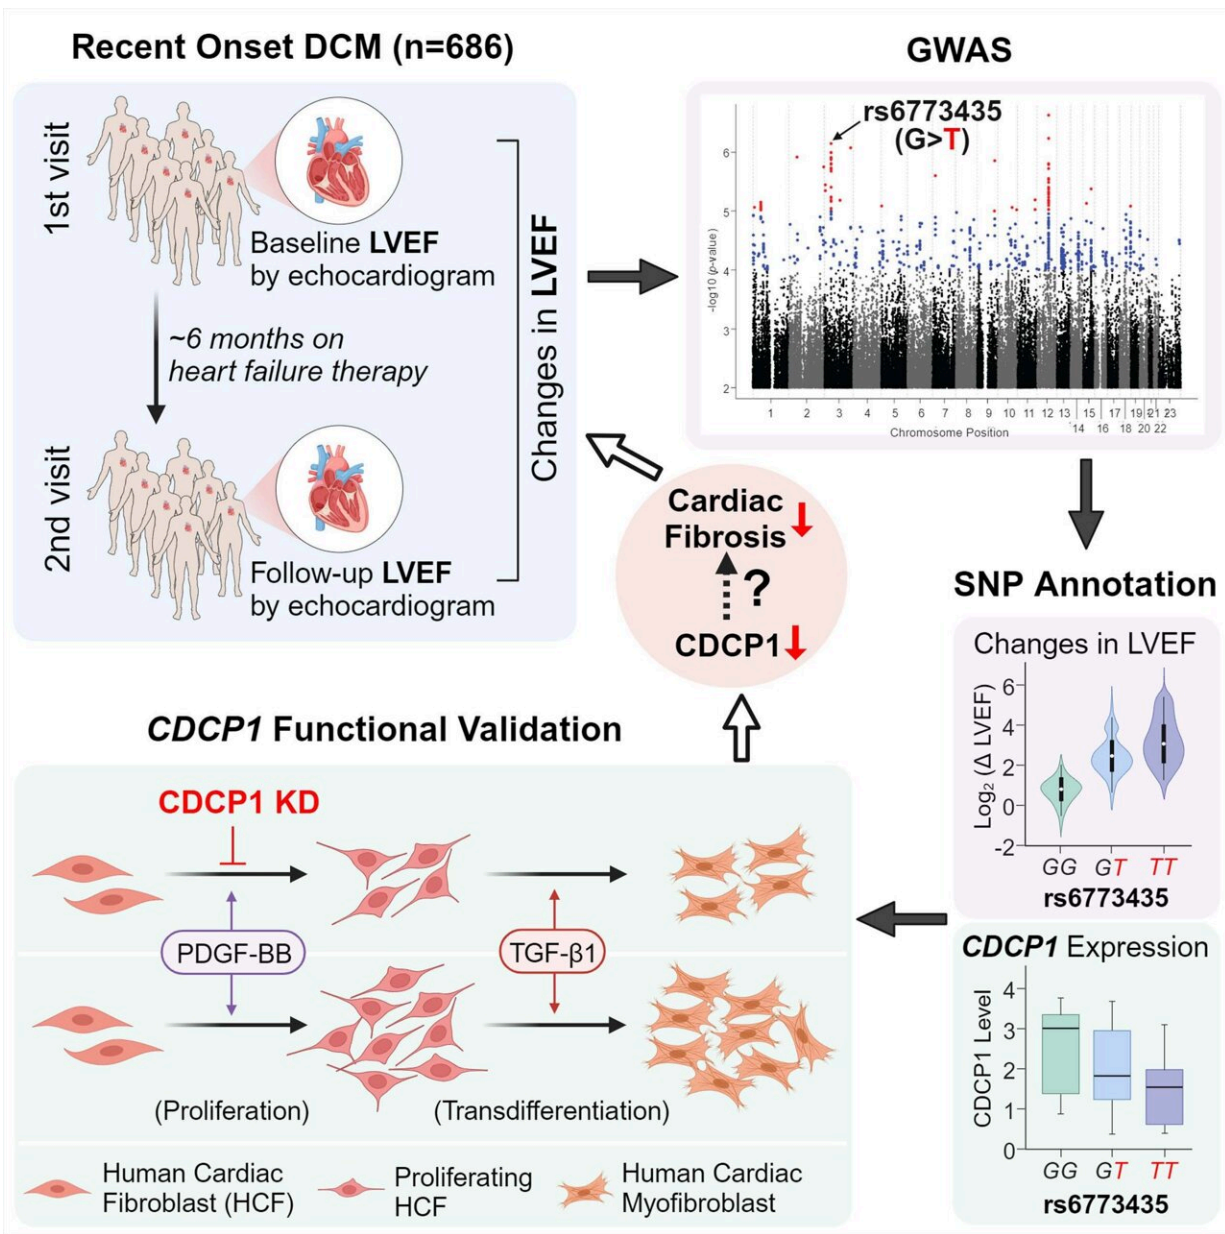 Recent Onset DCM (n=686)
1st visit
Baseline LVEF
by echocardiogram
~6 months on
heart failure therapy
2nd visit
Follow-up LVEF
by echocardiogram
Changes in LVEF
GWAS
rs6773435
(G>T)
-log10 (p-value)
6
5
4
3
2
1 2 3 4 5 6 7 8 9 10 11 12 13 15 17 19 21 23
14 16 18 20 22
Chromosome Position
Cardiac
Fibrosis
?
CDCP1
SNP Annotation
Changes in LVEF
Log₂ (Δ LVEF)
6
4
2
0
-2
GG GT TT
rs6773435
CDCP1 Expression
CDCP1 Level
4
3
2
1
0
GG GT TT
rs6773435
CDCP1 Functional Validation
CDCP1 KD
PDGF-BB
TGF-β1
(Proliferation)
(Transdifferentiation)
Human Cardiac
Fibroblast (HCF)
Proliferating
HCF
Human Cardiac
Myofibroblast